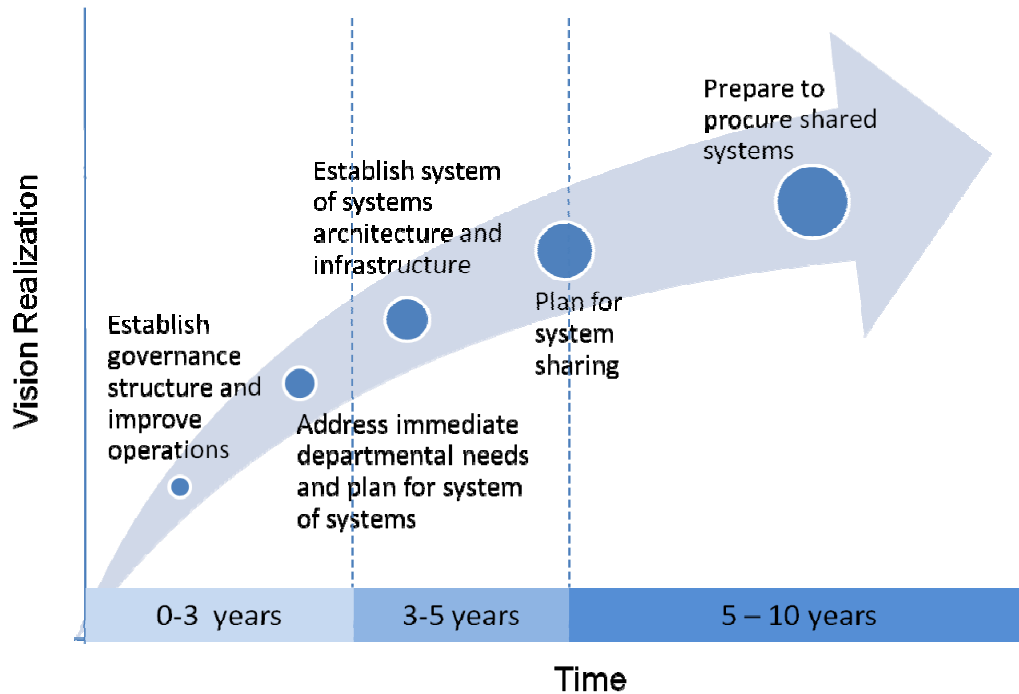 Vision Realization
Prepare to
procure shared
systems
Establish system
of systems
architecture and
infrastructure
Plan for
system
sharing
Establish
governance
structure and
improve
operations
Address immediate
departmental needs
and plan for system
of systems
0-3 years
3-5 years
5 – 10 years
Time